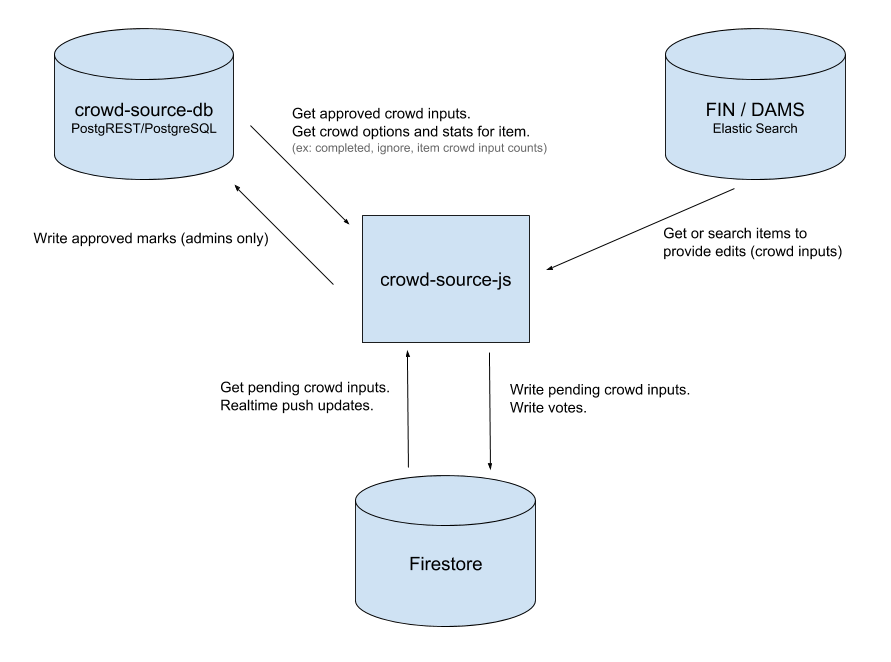 crowd-source-db
PostgREST/PostgreSQL
FIN / DAMS
Elastic Search
Get approved crowd inputs.
Get crowd options and stats for item.
(ex: completed, ignore, item crowd input counts)
Write approved marks (admins only)
Get or search items to
provide edits (crowd inputs)
crowd-source-js
Get pending crowd inputs.
Realtime push updates.
Write pending crowd inputs.
Write votes.
Firestore